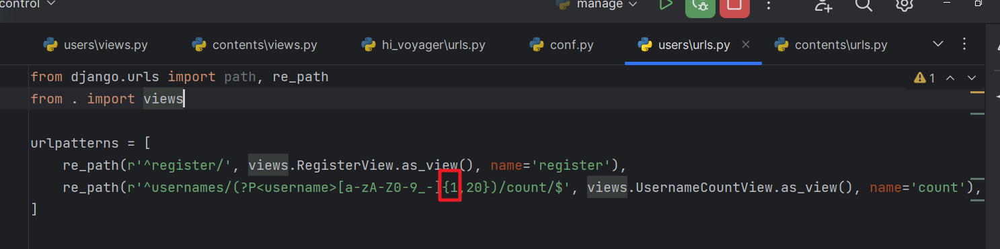 control manage
users\views.py contents\views.py hi_voyager\urls.py conf.py users\urls.py contents\urls.py
from django.urls import path, re_path 1
from . import views
urlpatterns = [
re_path(r'^register/', views.RegisterView.as_view(), name='register'),
re_path(r'^usernames/(?P<username>[a-zA-Z0-9_-]{1,20})/count/$', views.UsernameCountView.as_view(), name='count'),
]